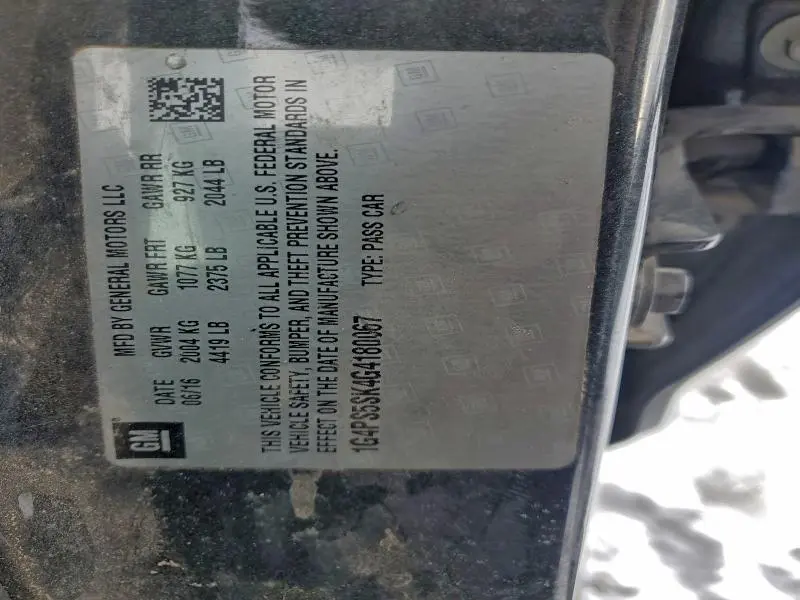 GM
MFD BY GENERAL MOTORS LLC
DATE GVWR GAWR FRT GAWR RR
06/16 2004 KG 1077 KG 927 KG
4419 LB 2375 LB 2044 LB
THIS VEHICLE CONFORMS TO ALL APPLICABLE U.S. FEDERAL MOTOR
VEHICLE SAFETY, BUMPER, AND THEFT PREVENTION STANDARDS IN
EFFECT ON THE DATE OF MANUFACTURE SHOWN ABOVE.
1G4PS5SK4G4180067 TYPE: PASS CAR